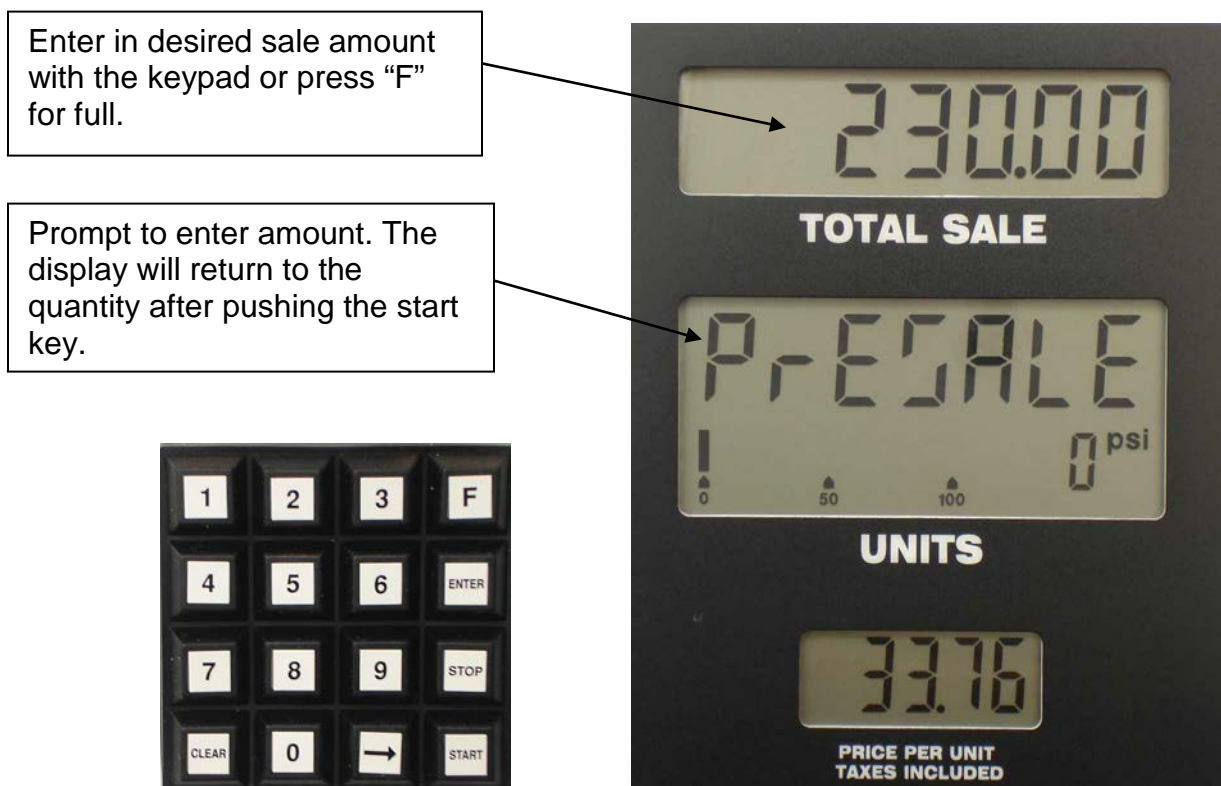 Enter in desired sale amount
with the keypad or press “F”
for full.
230.00
TOTAL SALE
Prompt to enter amount. The
display will return to the
quantity after pushing the start
key.
PrESALE
0 psi
0 50 100
UNITS
33.76
PRICE PER UNIT
TAXES INCLUDED
1 2 3 F
4 5 6 ENTER
7 8 9 STOP
CLEAR 0 → START